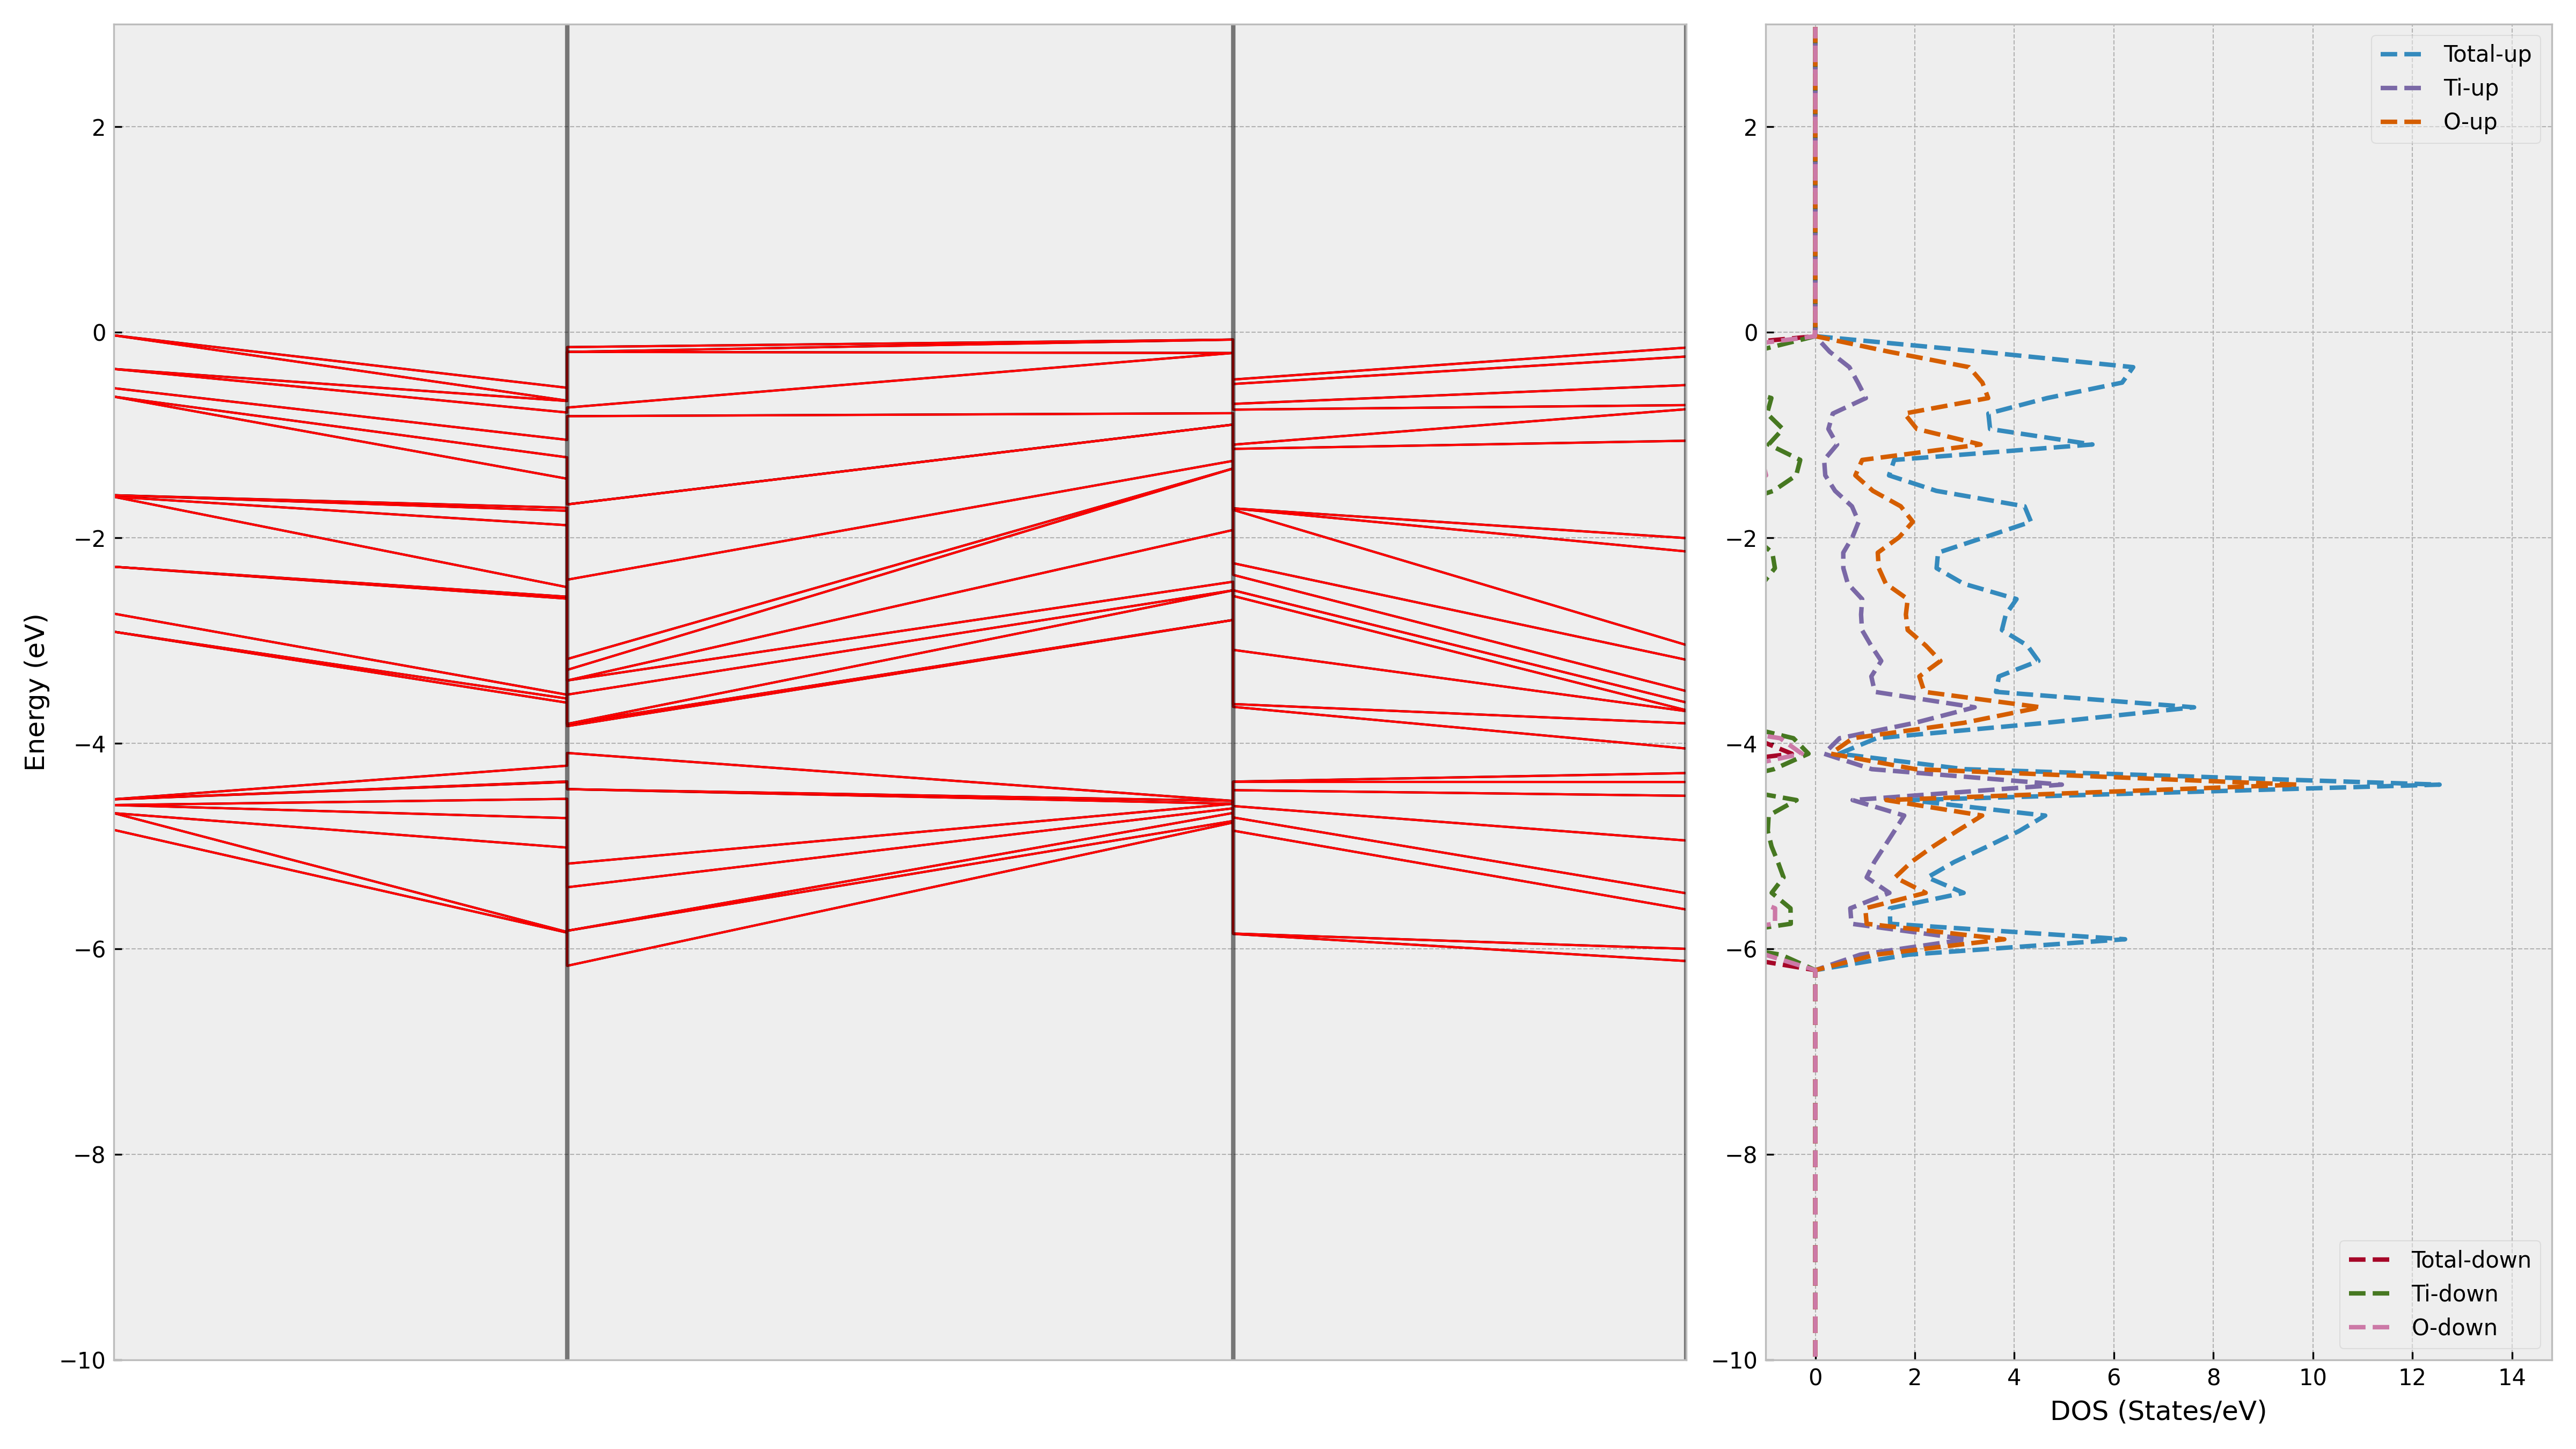 Energy (eV)
2
0
−2
−4
−6
−8
−10
2
0
−2
−4
−6
−8
−10
Total-up
Ti-up
O-up
Total-down
Ti-down
O-down
0 2 4 6 8 10 12 14
DOS (States/eV)